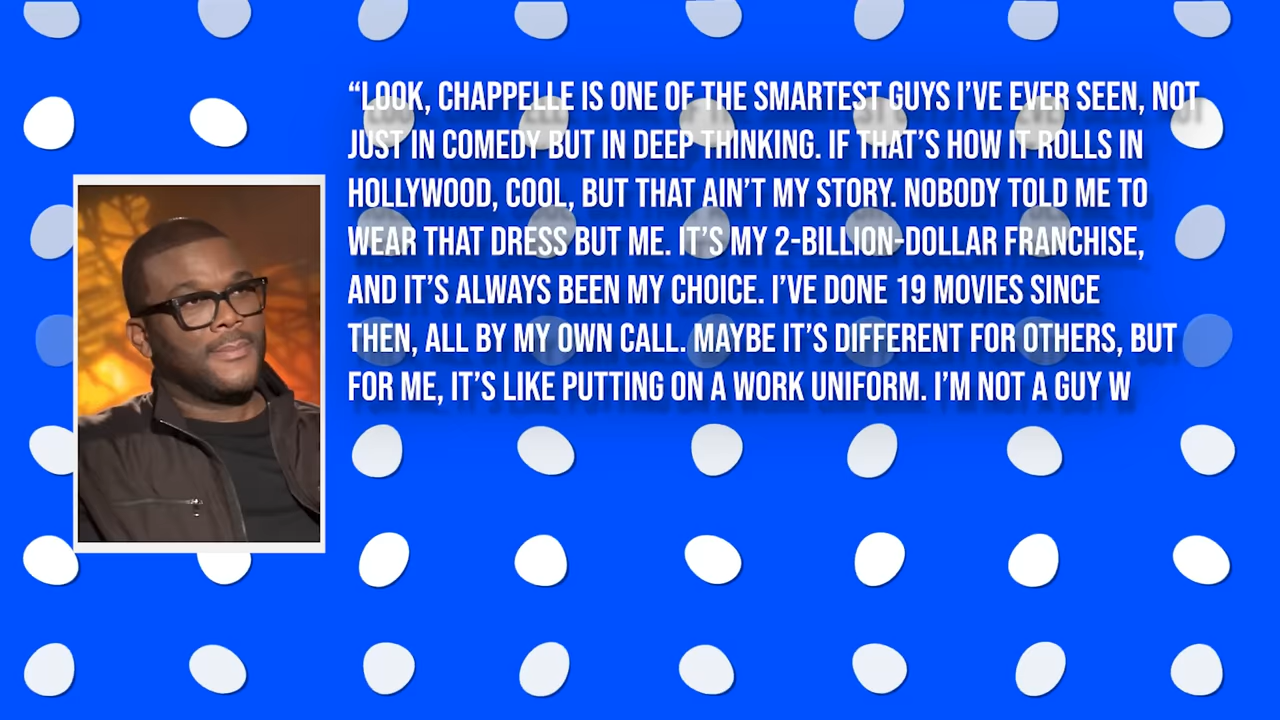 “LOOK, CHAPPELLE IS ONE OF THE SMARTEST GUYS I’VE EVER SEEN, NOT
JUST IN COMEDY BUT IN DEEP THINKING. IF THAT’S HOW IT ROLLS IN
HOLLYWOOD, COOL, BUT THAT AIN’T MY STORY. NOBODY TOLD ME TO
WEAR THAT DRESS BUT ME. IT’S MY 2-BILLION-DOLLAR FRANCHISE,
AND IT’S ALWAYS BEEN MY CHOICE. I’VE DONE 19 MOVIES SINCE
THEN, ALL BY MY OWN CALL. MAYBE IT’S DIFFERENT FOR OTHERS, BUT
FOR ME, IT’S LIKE PUTTING ON A WORK UNIFORM. I’M NOT A GUY W